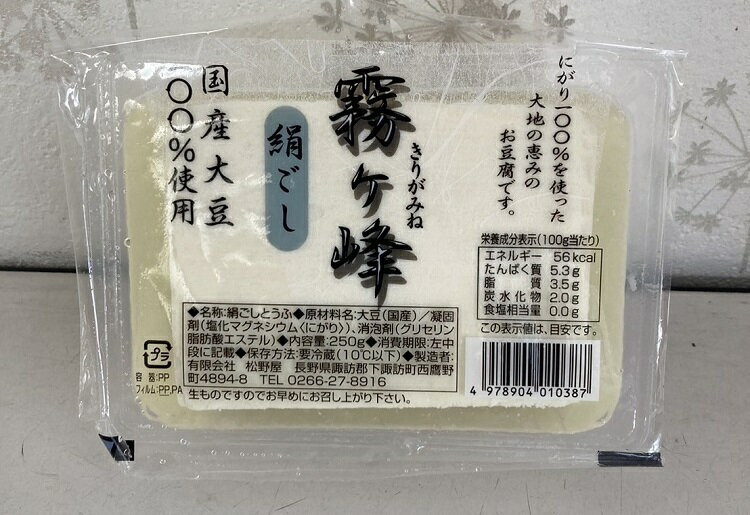 にがり一〇〇％を使った
大地の恵みの
お豆腐です。
霧ケ峰
きりがみね
絹ごし
国産大豆
一〇〇％使用
栄養成分表示(100g当たり)
エネルギー 56kcal
たんぱく質 5.3g
脂質 3.5g
炭水化物 2.0g
食塩相当量 0.0g
この表示値は、目安です。
◆名称:絹ごしとうふ◆原材料名:大豆(国産)／凝固
剤(塩化マグネシウム〈にがり〉)、消泡剤(グリセリン
脂肪酸エステル)◆内容量:250g◆消費期限:左中
段に記載◆保存方法:要冷蔵(10℃以下)◆製造者:
有限会社 松野屋 長野県諏訪郡下諏訪町西鷹野
町4894-8 TEL 0266-27-8916
生ものですのでお早めにお召し上がり下さい。
プラ
容器:PP
フィルム:PP,PA
4 978904 010387